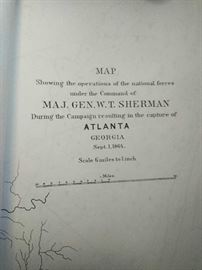 MAP
Showing the operations of the national forces
under the Command of
MAJ. GEN. W. T. SHERMAN
During the Campaign resulting in the capture of
ATLANTA
GEORGIA
Sept. 1, 1864.
Scale 6 miles to 1 inch
Miles